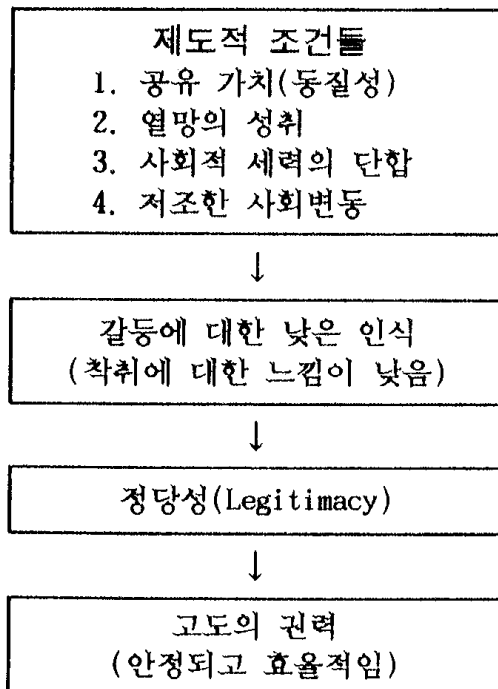 제도적 조건들
1. 공유 가치(동질성)
2. 열망의 성취
3. 사회적 세력의 단합
4. 저조한 사회변동
↓
갈등에 대한 낮은 인식
(착취에 대한 느낌이 낮음)
↓
정당성(Legitimacy)
↓
고도의 권력
(안정되고 효율적임)